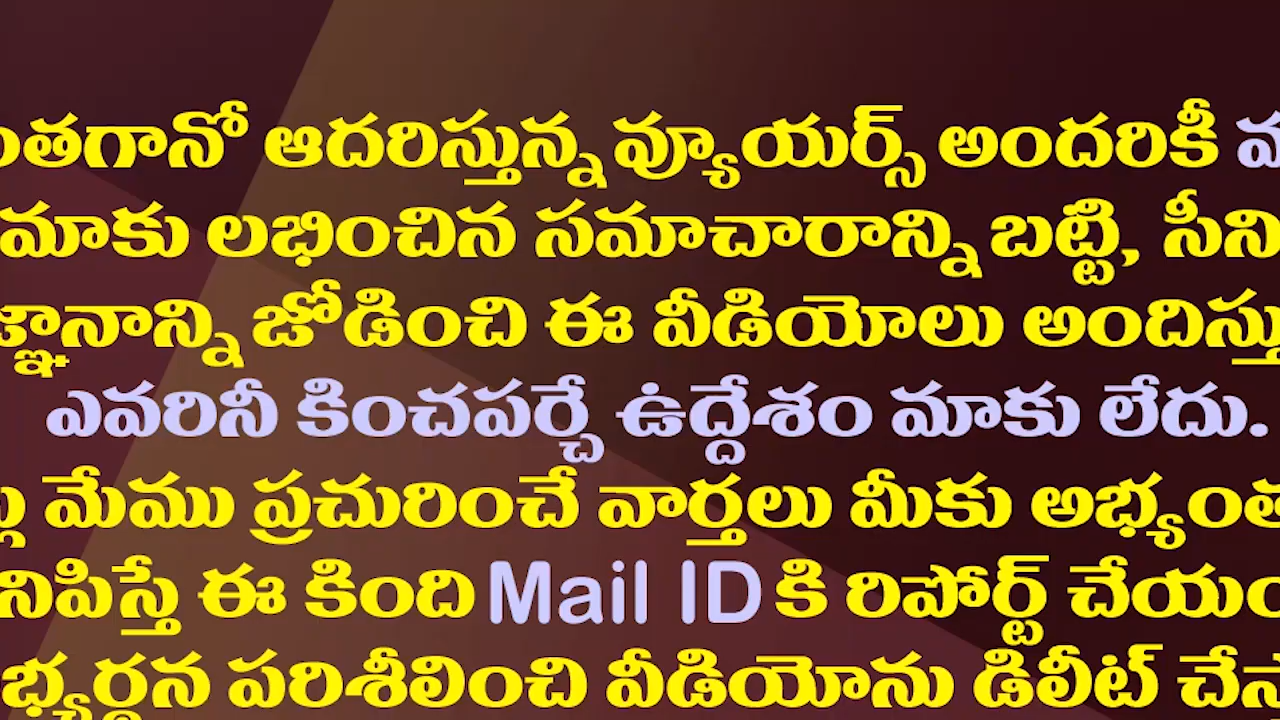 ంతగానో ఆదరిస్తున్న వ్యూయర్స్ అందరికీ
మాకు లభించిన సమాచారాన్ని బట్టి, సీని
జ్ఞానాన్ని జోడించి ఈ వీడియోలు అందిస్తు
ఎవరినీ కించపర్చే ఉద్దేశం మాకు లేదు.
మేము ప్రచురించే వార్తలు మీకు అభ్యంత
నిపిస్తే ఈ కింది Mail ID కి రిపోర్ట్ చేయం
భ్యర్థన పరిశీలించి వీడియోను డిలీట్ చేస